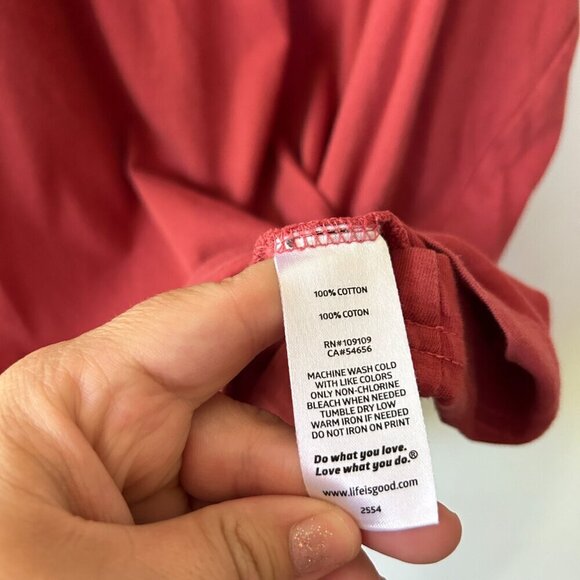 100% COTTON
100% COTON
RN#109109
CA#54656
MACHINE WASH COLD
WITH LIKE COLORS
ONLY NON-CHLORINE
BLEACH WHEN NEEDED
TUMBLE DRY LOW
WARM IRON IF NEEDED
DO NOT IRON ON PRINT
Do what you love.
Love what you do.®
www.lifeisgood.com
2554